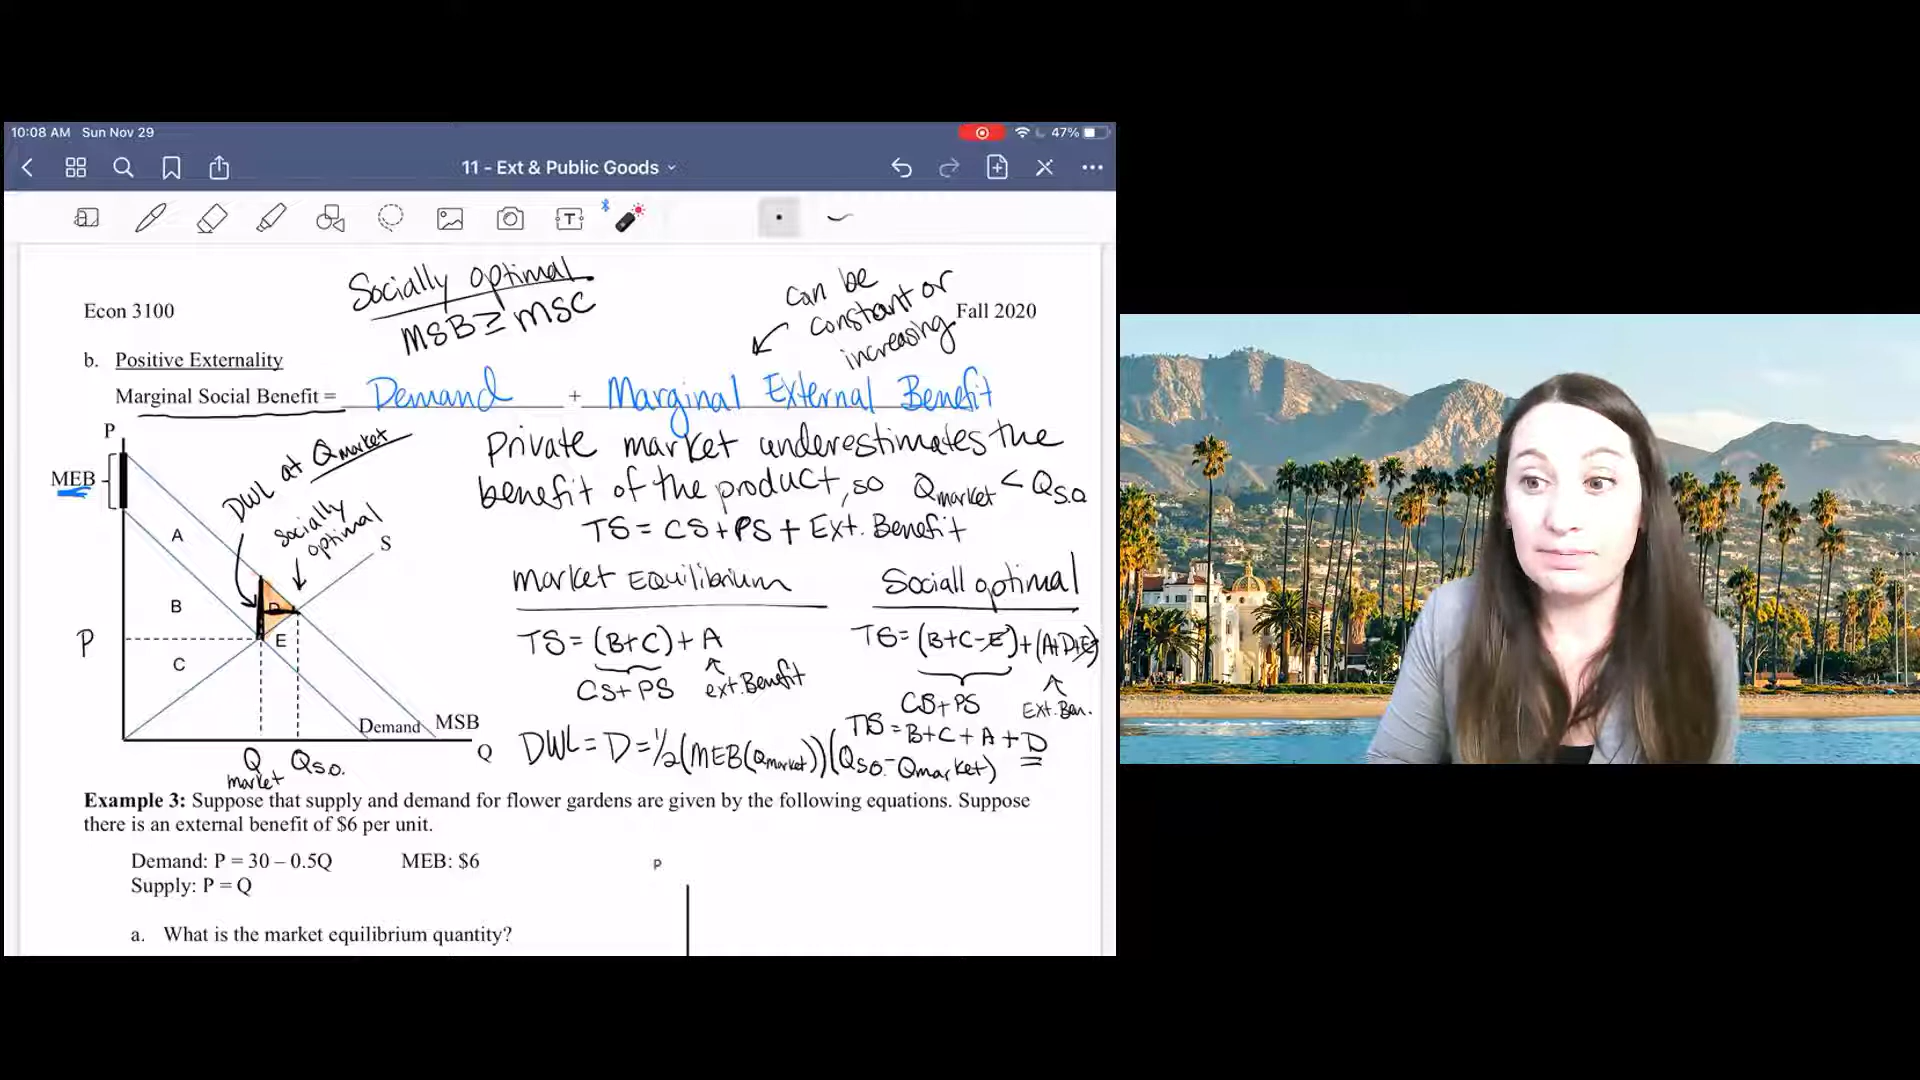 10:08 AM Sun Nov 29
47%
11 - Ext & Public Goods
T
Socially optimal
MSB = MSC
can be
constant or
increasing
Econ 3100
Fall 2020
b. Positive Externality
Marginal Social Benefit = Demand + Marginal External Benefit
P
MEB
DWL at Qmarket
Socially
optimal
S
A
B
D
E
P
C
Demand
MSB
Q
Q
market
QS.O.
Private market underestimates the
benefit of the product, so Qmarket < QS.O
TS = CS + PS + Ext. Benefit
Market Equilibrium
TS = (B+C) + A
CS + PS
ext. Benefit
Sociall optimal
TS = (B+C-E) + (A+D+E)
CS + PS
Ext. Ben.
TS = B+C + A + D
DWL = D = 1/2 (MEB(Qmarket))(QS.O. - Qmarket)
Example 3: Suppose that supply and demand for flower gardens are given by the following equations. Suppose
there is an external benefit of $6 per unit.
Demand: P = 30 – 0.5Q MEB: $6
Supply: P = Q
P
a. What is the market equilibrium quantity?